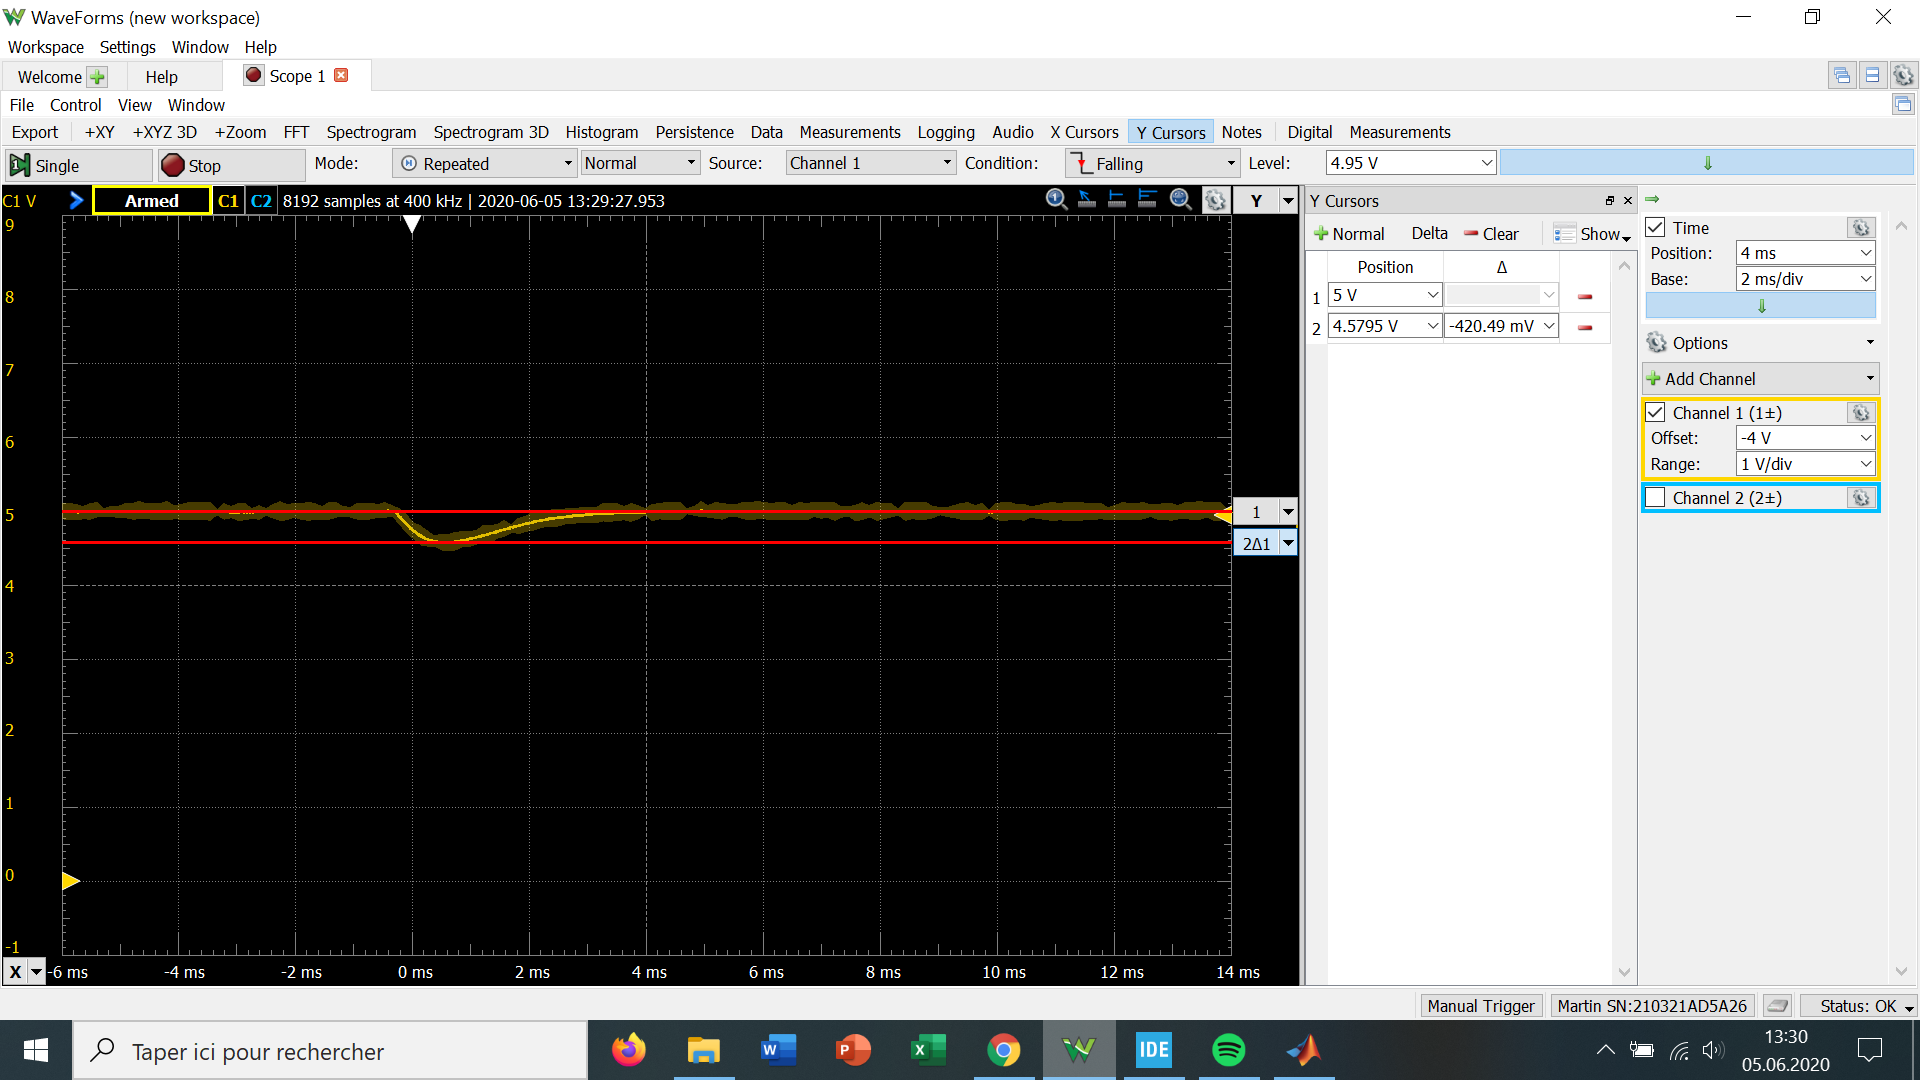 WaveForms (new workspace)
Workspace Settings Window Help
Welcome Help Scope 1
File Control View Window
Export +XY +XYZ 3D +Zoom FFT Spectrogram Spectrogram 3D Histogram Persistence Data Measurements Logging Audio X Cursors Y Cursors Notes Digital Measurements
Single Stop Mode: Repeated Normal Source: Channel 1 Condition: Falling Level: 4.95 V
C1 V Armed C1 C2 8192 samples at 400 kHz | 2020-06-05 13:29:27.953 Y
9
8
7
6
5
4
3
2
1
0
-1
1
2Δ1
X -6 ms -4 ms -2 ms 0 ms 2 ms 4 ms 6 ms 8 ms 10 ms 12 ms 14 ms
Y Cursors
Normal Delta Clear Show
Position Δ
1 5 V
2 4.5795 V -420.49 mV
Time
Position: 4 ms
Base: 2 ms/div
Options
Add Channel
Channel 1 (1±)
Offset: -4 V
Range: 1 V/div
Channel 2 (2±)
Manual Trigger Martin SN:210321AD5A26 Status: OK
Taper ici pour rechercher
W P X IDE
13:30
05.06.2020